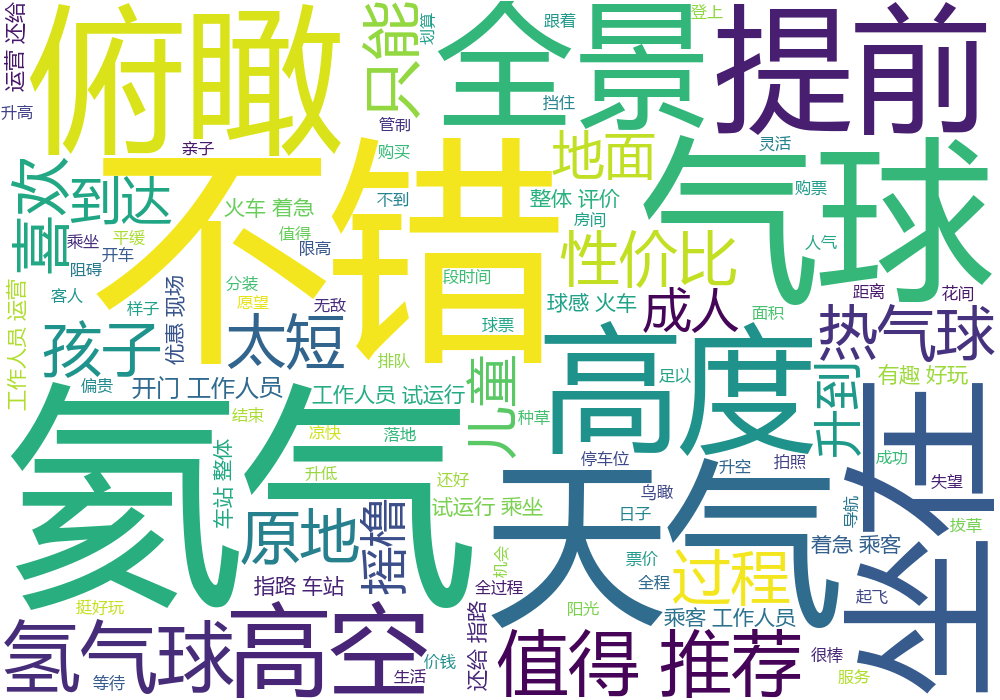 运营 还给
俯瞰
只能
划算
全景
跟着
登上
提前
升高
管制
挡住
灵活
亲子
购买
地面
气球
不错
喜欢
到达
火车 着急
不到
整体 评价
购票
乘坐
平缓
值得
房间
人气
开车
限高
性价比
阻碍
段时间
分装
客人
样子
愿望
无敌
优惠 现场
球感 火车
成人
距离
花间
面积
工作人员 运营
孩子
太短
球票
热气球
排队
高度
偏贵
开门 工作人员
儿童
足以
升到
有趣 好玩
工作人员 试运行
坐在
氦气
结束
凉快
落地
种草
车站 整体
停车位
升空
拍照
成功
升低
还好
天气
鸟瞰
失望
原地
摇橹
试运行 乘坐
日子
导航
拔草
着急 乘客
机会
票价
过程
指路 车站
全过程
全程
起飞
挺好玩
高空
还给 指路
阳光
乘客 工作人员
氢气球
值得 推荐
很棒
价钱
等待
生活
服务